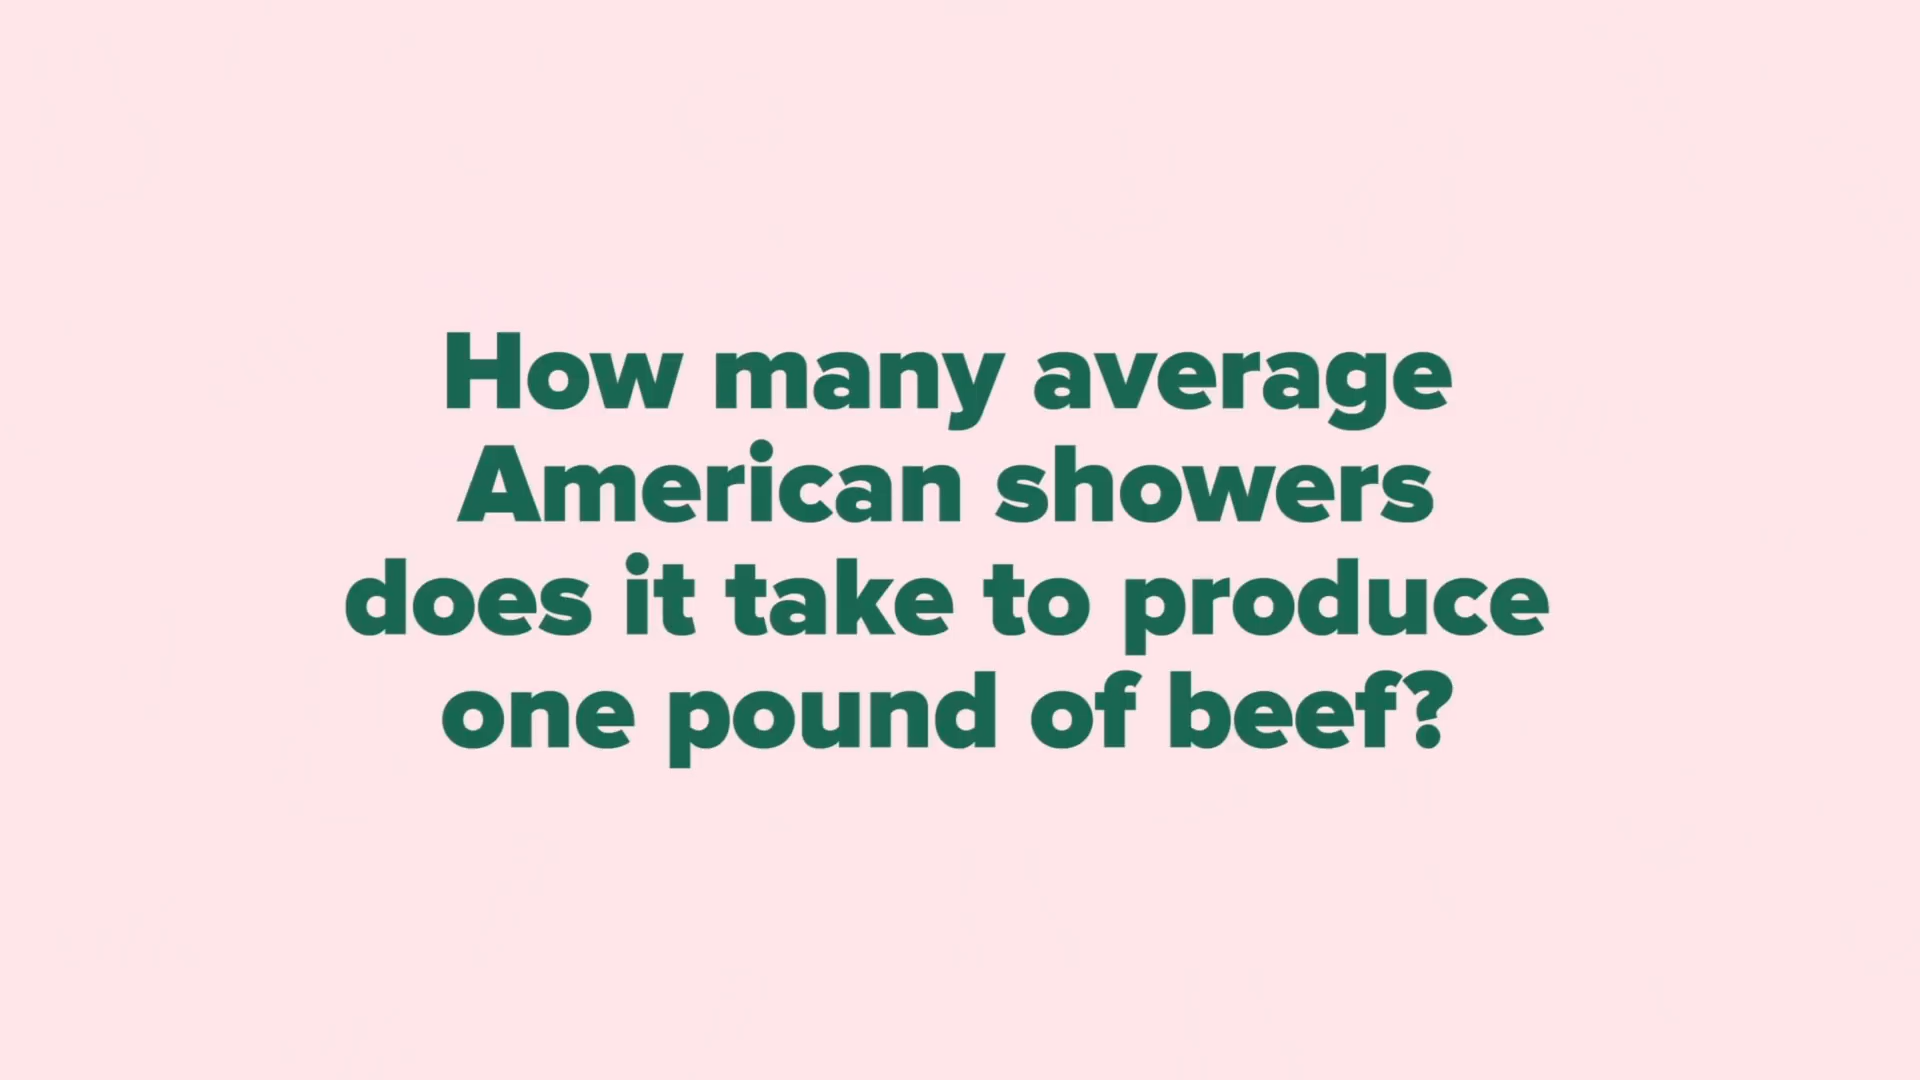 How many average
American showers
does it take to produce
one pound of beef?